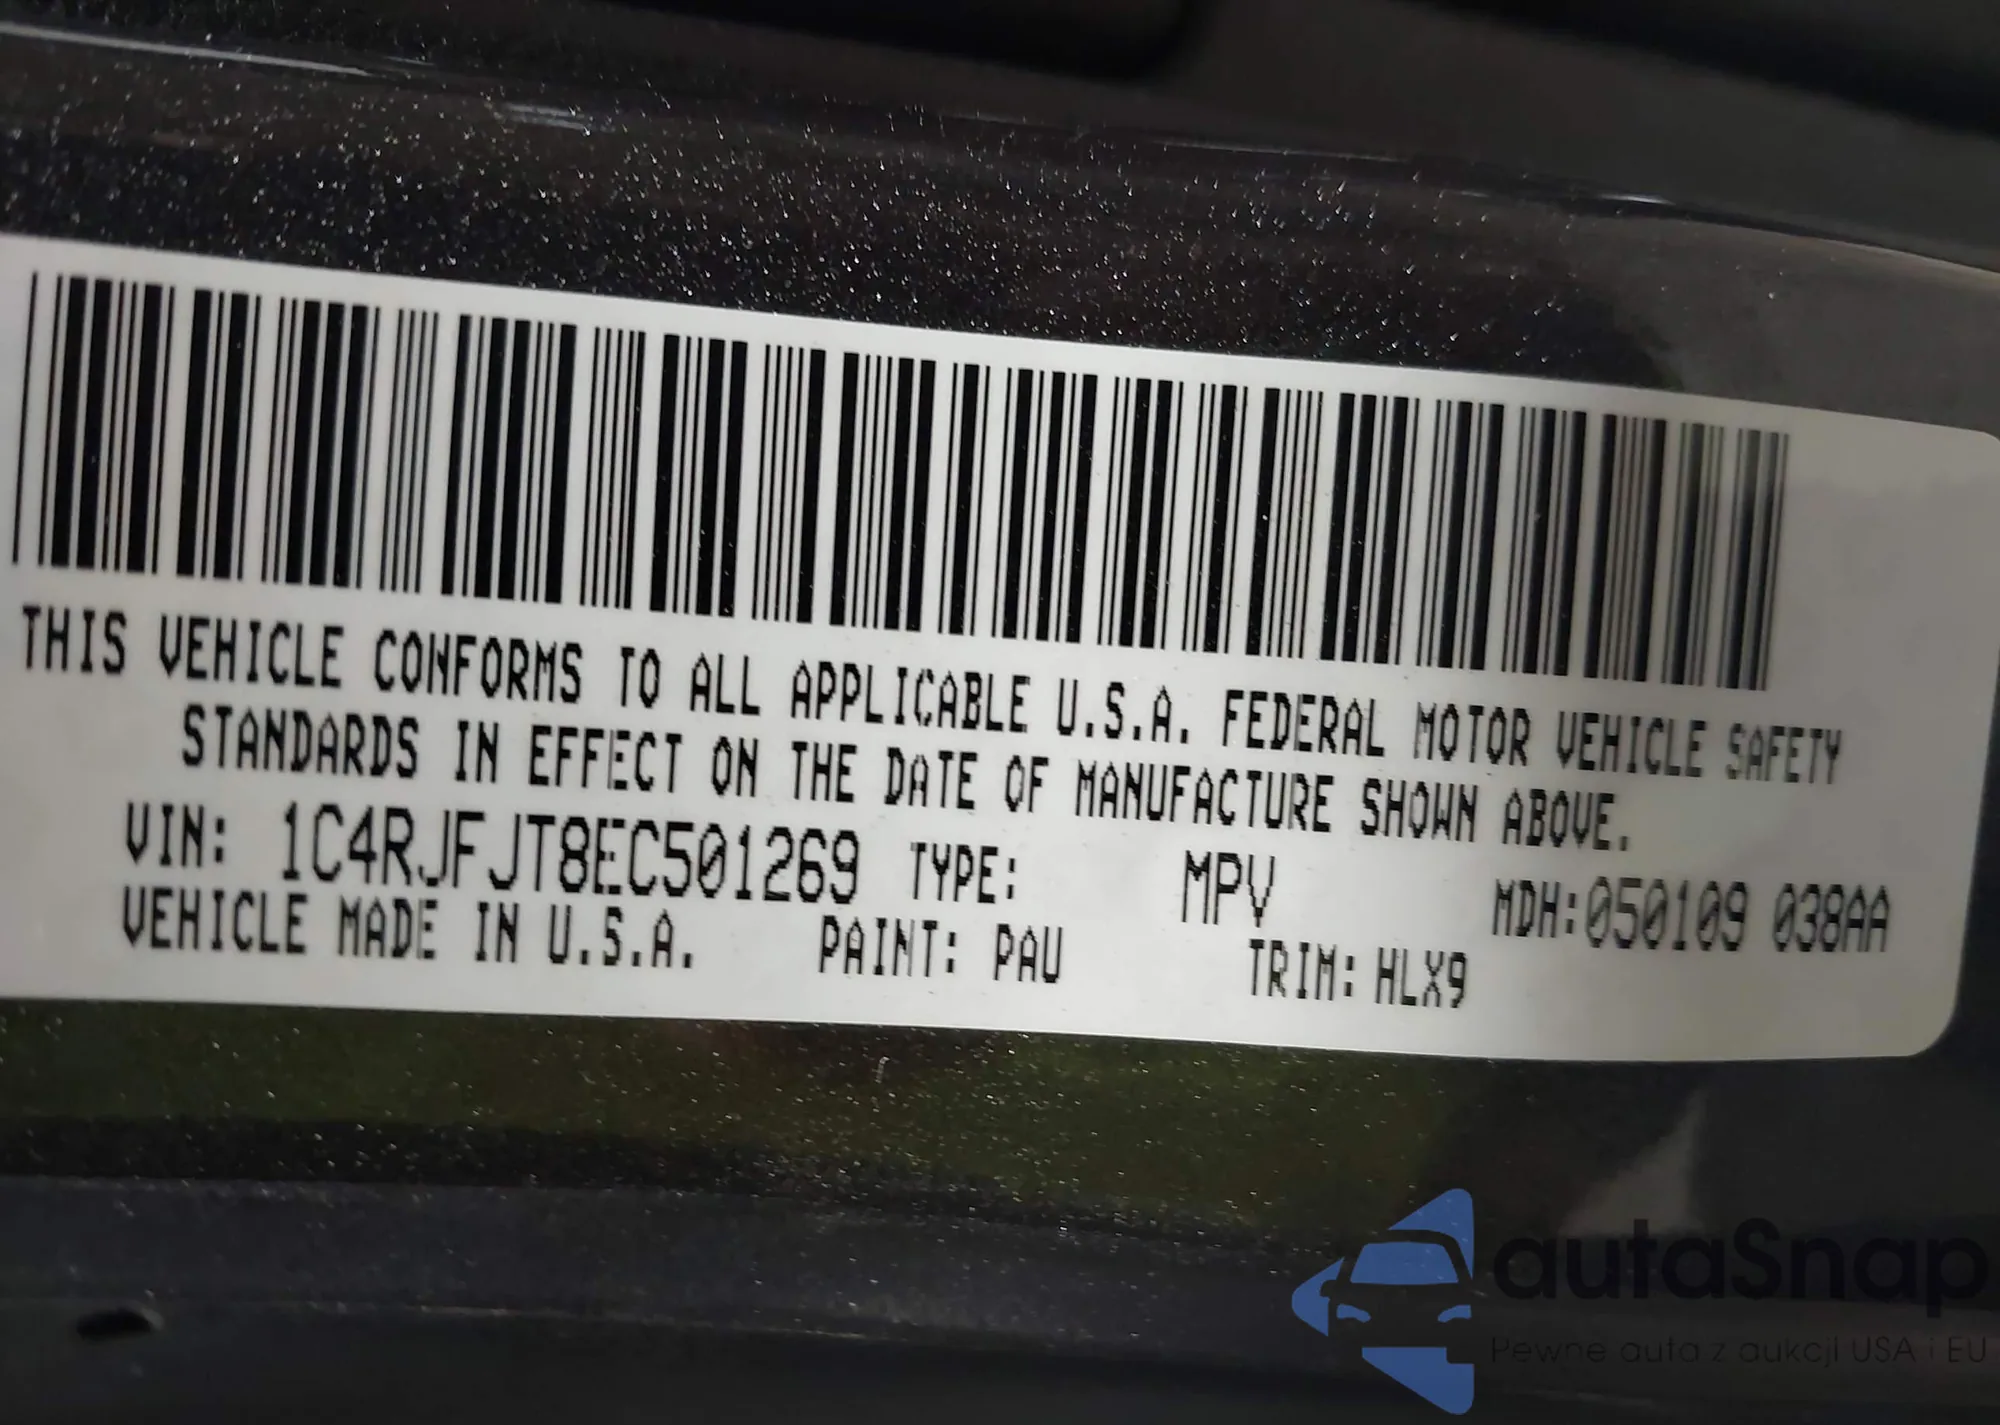 THIS VEHICLE CONFORMS TO ALL APPLICABLE U.S.A. FEDERAL MOTOR VEHICLE SAFETY
STANDARDS IN EFFECT ON THE DATE OF MANUFACTURE SHOWN ABOVE.
VIN: 1C4RJFJT8EC501269 TYPE: MPV MDH:050109 038AA
VEHICLE MADE IN U.S.A. PAINT: PAU TRIM: HLX9
autaSnap
Pewne auta z aukcji USA i EU